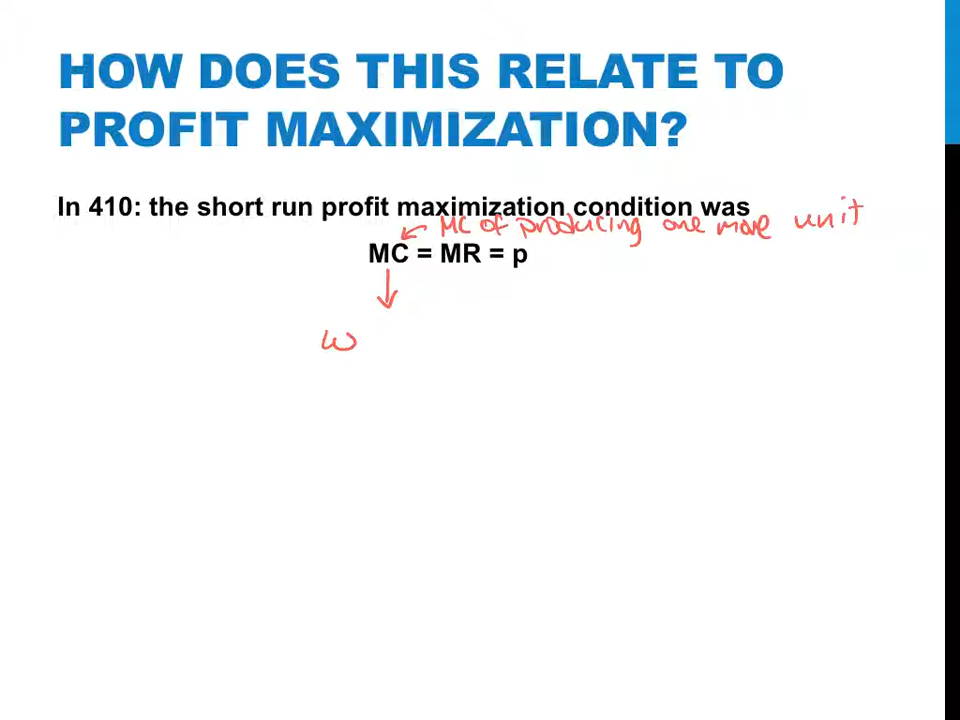 HOW DOES THIS RELATE TO
PROFIT MAXIMIZATION?
In 410: the short run profit maximization condition was
MC of producing one more unit
MC = MR = p
w